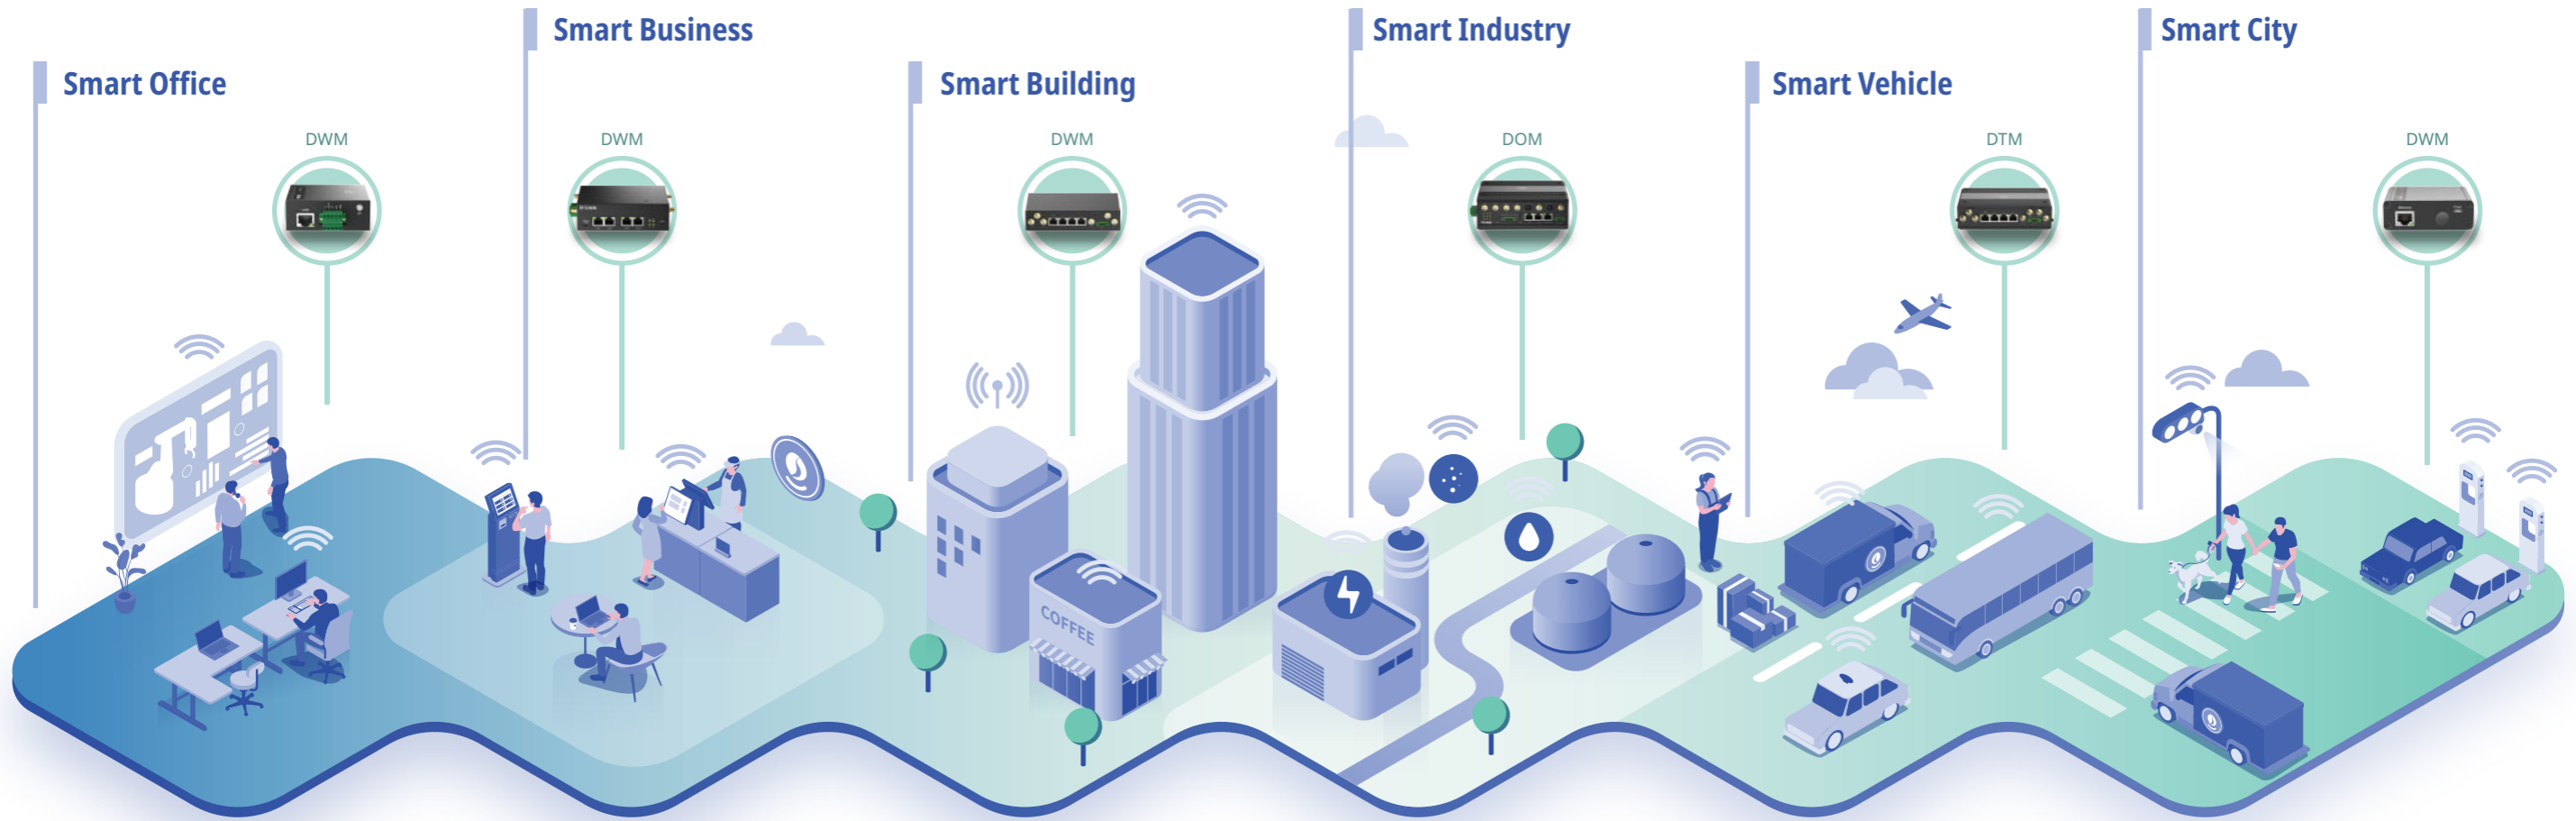 Smart Office
Smart Business
Smart Building
Smart Industry
Smart Vehicle
Smart City
DWM
DWM
DWM
DOM
DTM
DWM
COFFEE